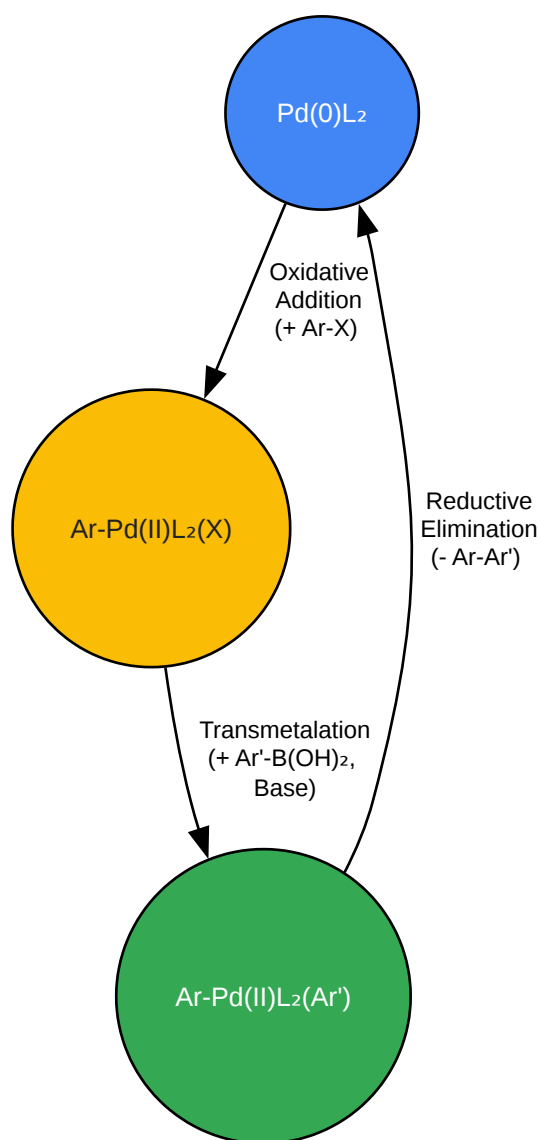 Pd(0)L₂
Oxidative
Addition
(+ Ar-X)
Ar-Pd(II)L₂(X)
Reductive
Elimination
(- Ar-Ar')
Transmetalation
(+ Ar'-B(OH)₂,
Base)
Ar-Pd(II)L₂(Ar')